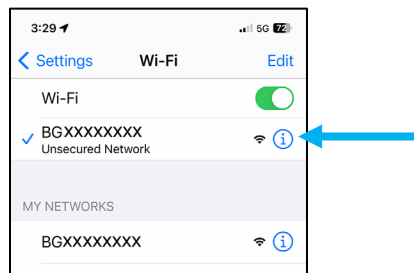 3:29 5G 72
Settings Wi-Fi Edit
Wi-Fi
BGXXXXXXXX
Unsecured Network
MY NETWORKS
BGXXXXXXXX